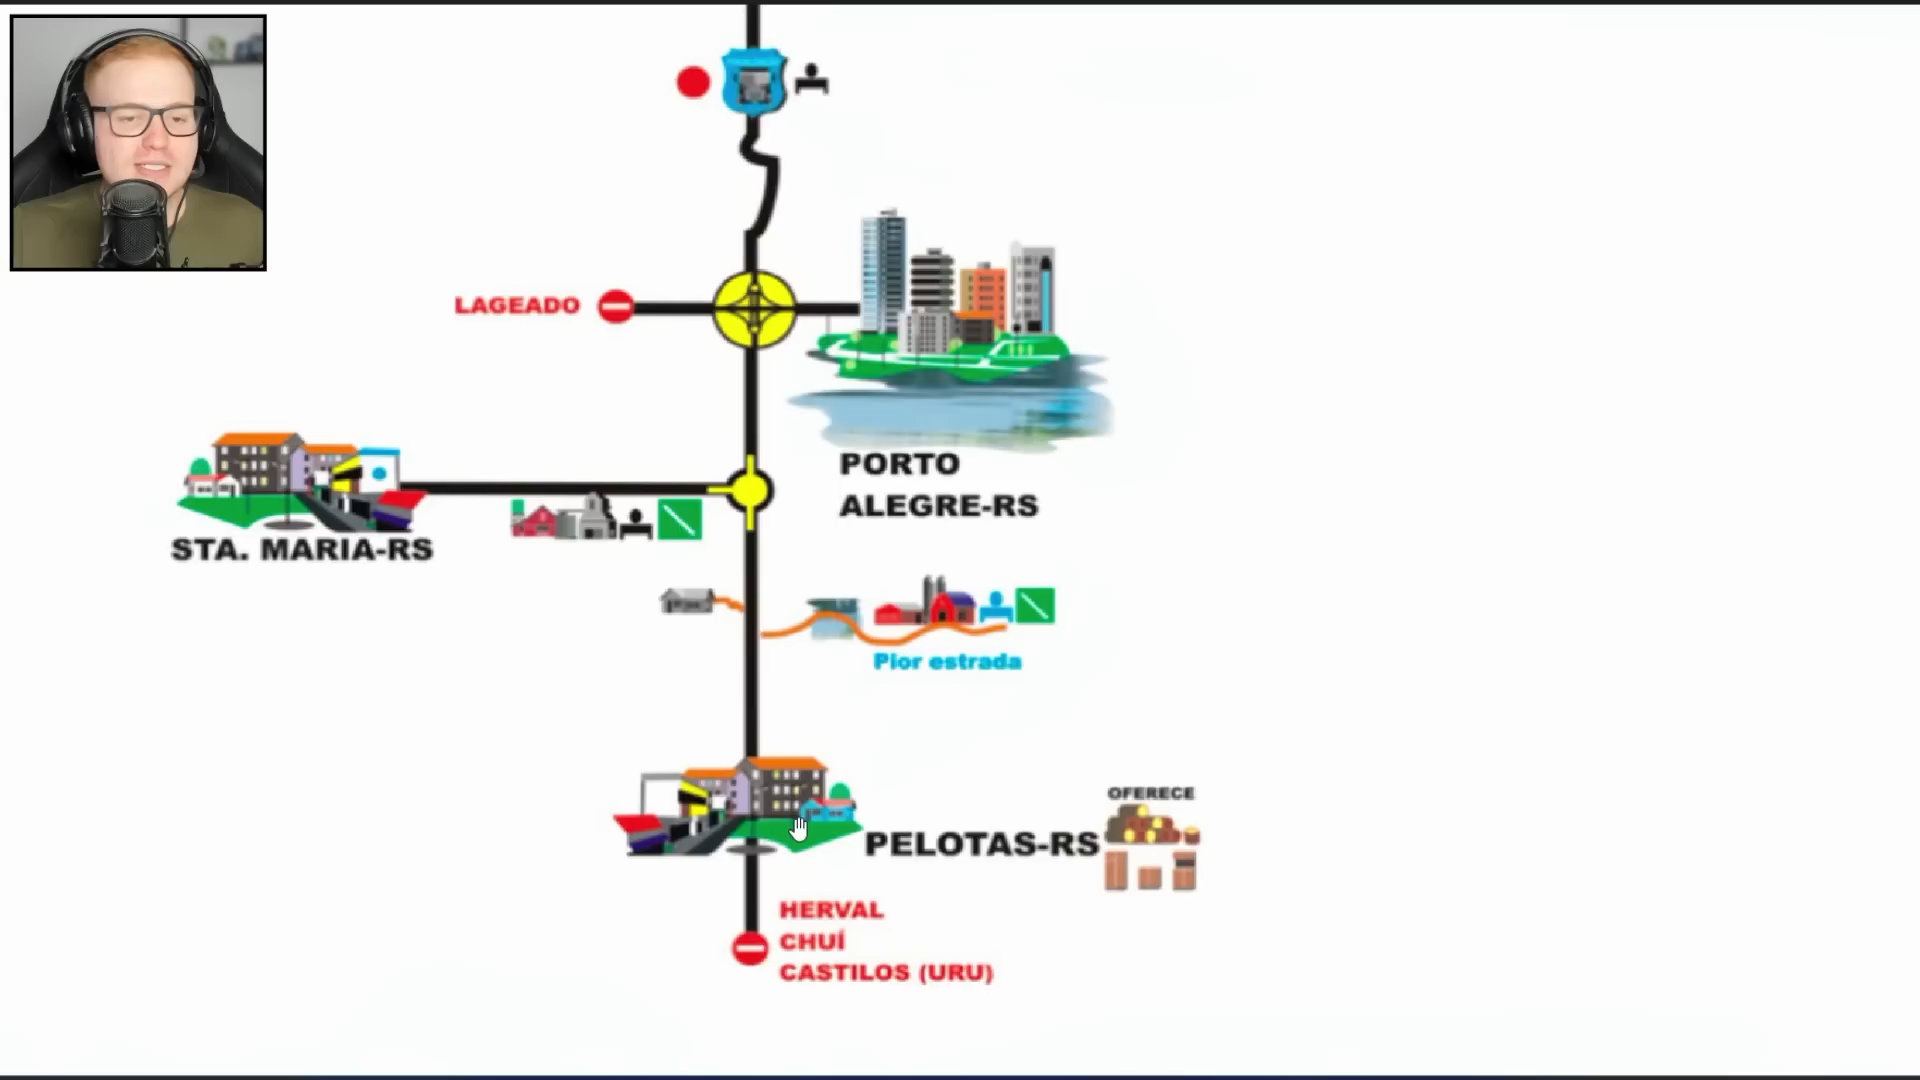 LAGEADO
PORTO
ALEGRE-RS
STA. MARIA-RS
Pior estrada
OFERECE
PELOTAS-RS
HERVAL
CHUÍ
CASTILOS (URU)